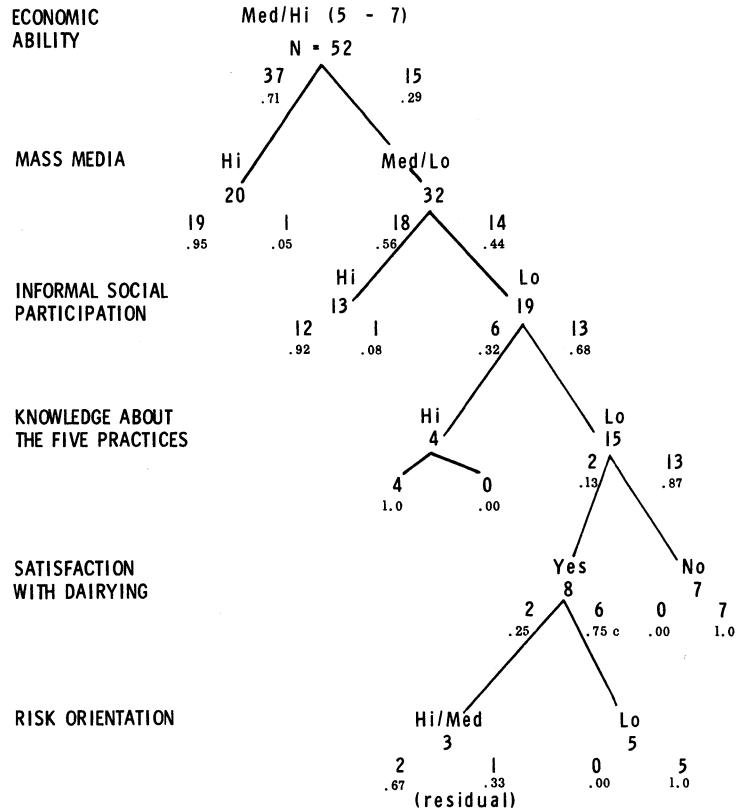 ECONOMIC Med/Hi (5 - 7)
ABILITY
N = 52
37 15
.71 .29
MASS MEDIA Hi Med/Lo
20 32
19 1 18 14
.95 .05 .56 .44
Hi Lo
INFORMAL SOCIAL
13 19
PARTICIPATION
12 1 6 13
.92 .08 .32 .68
KNOWLEDGE ABOUT Hi Lo
THE FIVE PRACTICES 4 15
2 13
4 0 .13 .87
1.0 .00
SATISFACTION Yes No
WITH DAIRYING 8 7
2 6 0 7
.25 .75 c .00 1.0
RISK ORIENTATION Hi/Med Lo
3 5
2 1 0 5
.67 .33 .00 1.0
(residual)